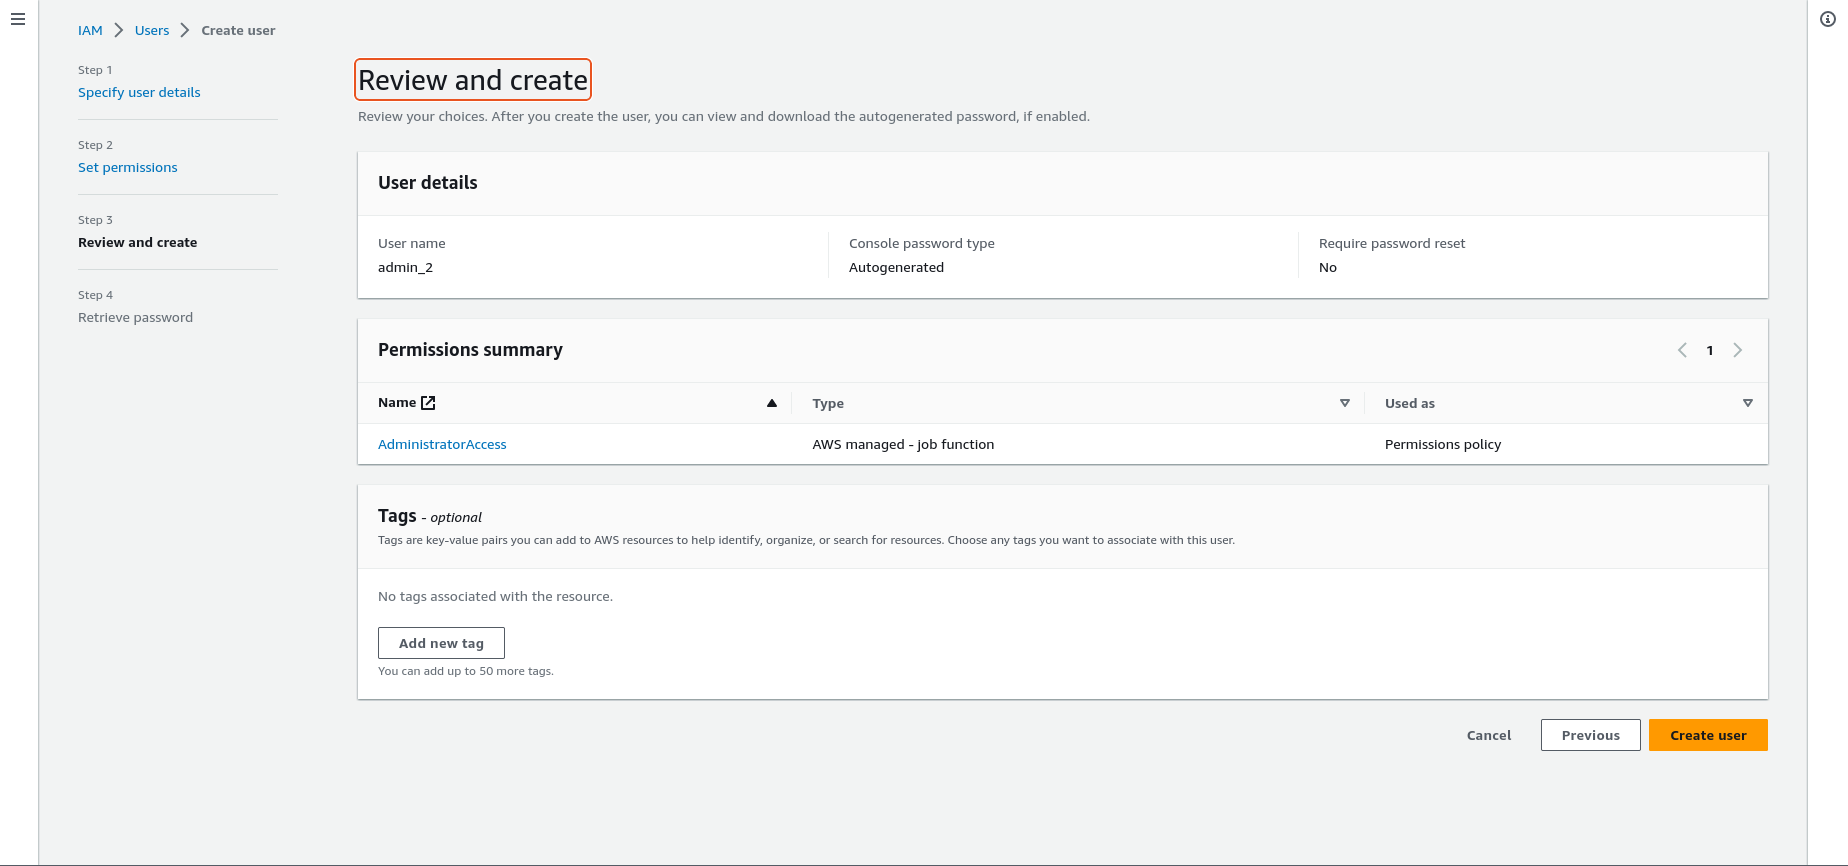 IAM > Users > Create user
Step 1
Specify user details
Step 2
Set permissions
Step 3
Review and create
Step 4
Retrieve password
Review and create
Review your choices. After you create the user, you can view and download the autogenerated password, if enabled.
User details
User name
admin_2
Console password type
Autogenerated
Require password reset
No
Permissions summary
1
Name Type Used as
AdministratorAccess AWS managed - job function Permissions policy
Tags - optional
Tags are key-value pairs you can add to AWS resources to help identify, organize, or search for resources. Choose any tags you want to associate with this user.
No tags associated with the resource.
Add new tag
You can add up to 50 more tags.
Cancel Previous Create user